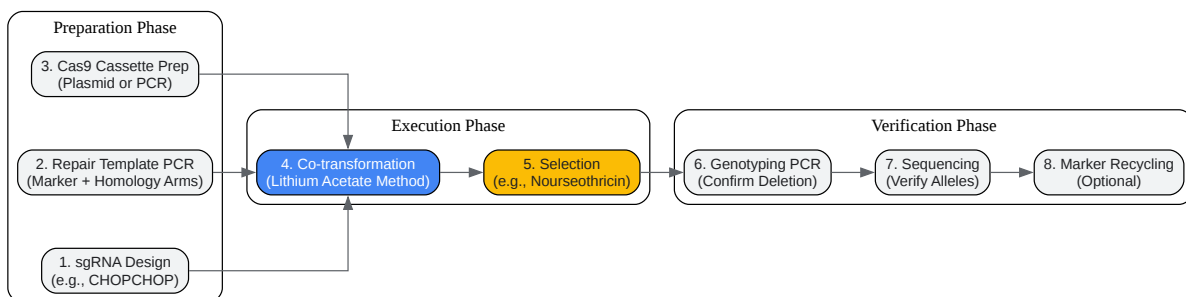 Preparation Phase
3. Cas9 Cassette Prep
(Plasmid or PCR)
2. Repair Template PCR
(Marker + Homology Arms)
1. sgRNA Design
(e.g., CHOPCHOP)
Execution Phase
4. Co-transformation
(Lithium Acetate Method)
5. Selection
(e.g., Nourseothricin)
Verification Phase
6. Genotyping PCR
(Confirm Deletion)
7. Sequencing
(Verify Alleles)
8. Marker Recycling
(Optional)